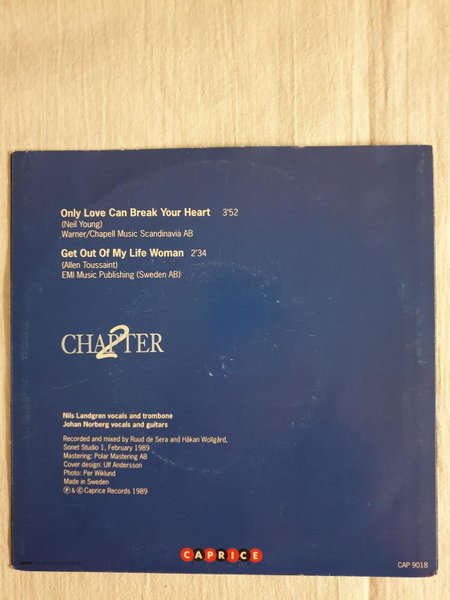 Only Love Can Break Your Heart 3'52
(Neil Young)
Warner/Chapell Music Scandinavia AB
Get Out Of My Life Woman 2'34
(Allen Toussaint)
EMI Music Publishing (Sweden AB)
CHAPTER 2
Nils Landgren vocals and trombone
Johan Norberg vocals and guitars
Recorded and mixed by Ruud de Sera and Håkan Wollgård,
Sonet Studio 1, February 1989
Mastering: Polar Mastering AB
Cover design: Ulf Andersson
Photo: Per Wiklund
Made in Sweden
℗ & © Caprice Records 1989
CAPRICE
CAP 9018